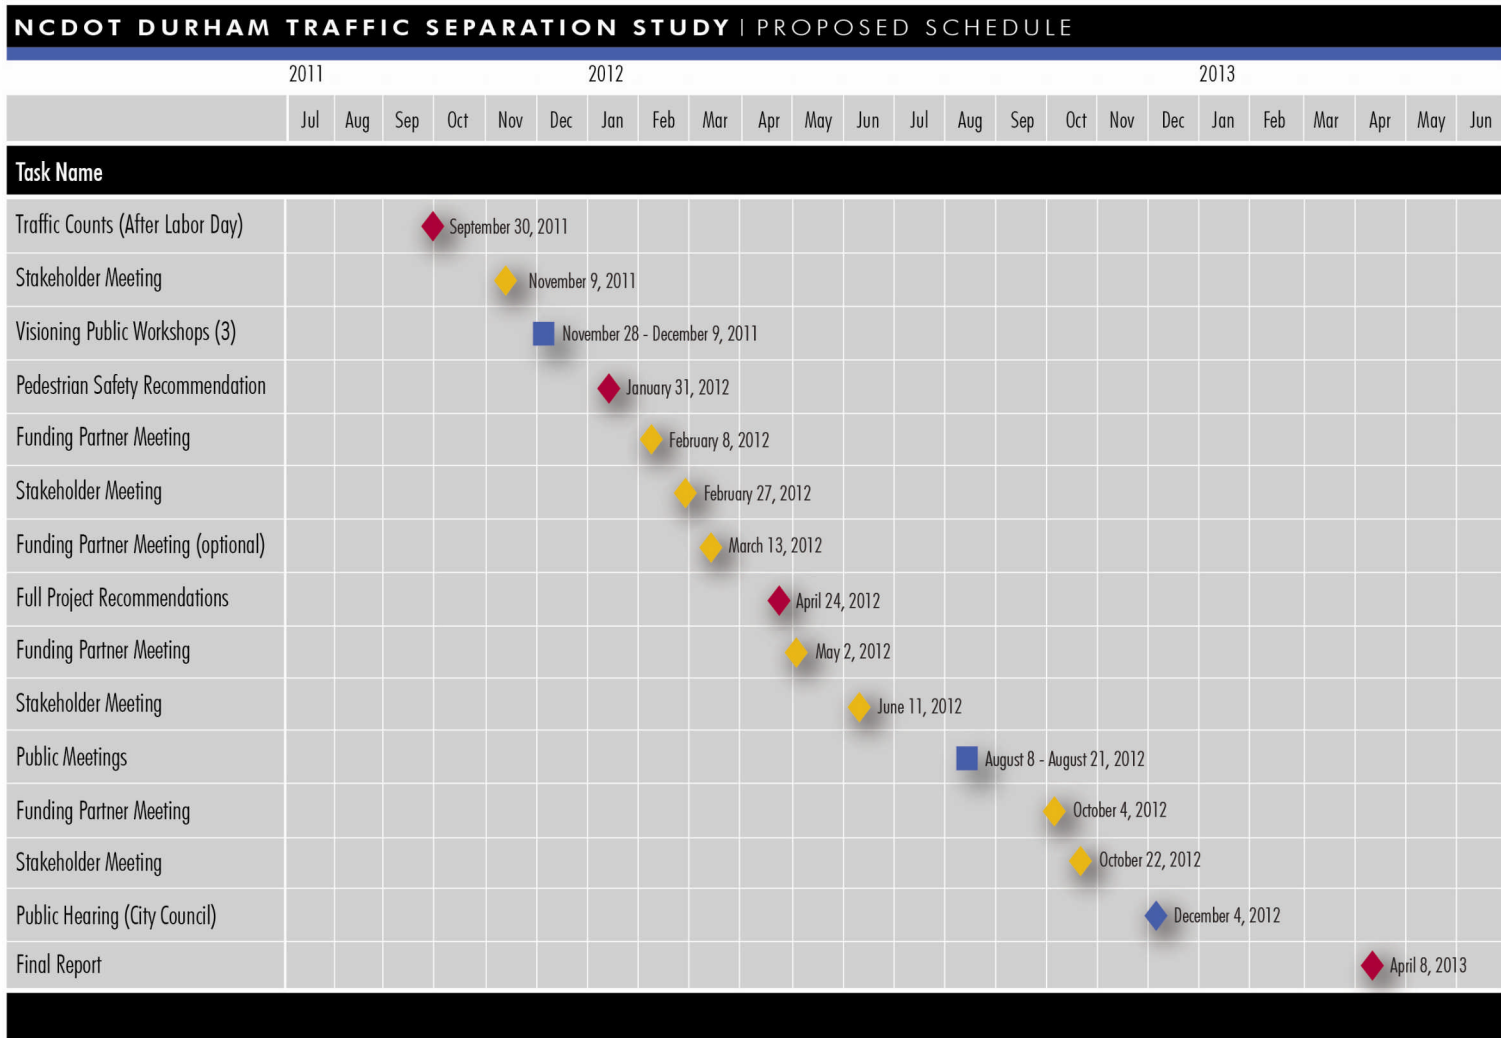 NCDOT DURHAM TRAFFIC SEPARATION STUDY | PROPOSED SCHEDULE
2011 2012 2013
Jul Aug Sep Oct Nov Dec Jan Feb Mar Apr May Jun Jul Aug Sep Oct Nov Dec Jan Feb Mar Apr May Jun
Task Name
Traffic Counts (After Labor Day) September 30, 2011
Stakeholder Meeting November 9, 2011
Visioning Public Workshops (3) November 28 - December 9, 2011
Pedestrian Safety Recommendation January 31, 2012
Funding Partner Meeting February 8, 2012
Stakeholder Meeting February 27, 2012
Funding Partner Meeting (optional) March 13, 2012
Full Project Recommendations April 24, 2012
Funding Partner Meeting May 2, 2012
Stakeholder Meeting June 11, 2012
Public Meetings August 8 - August 21, 2012
Funding Partner Meeting October 4, 2012
Stakeholder Meeting October 22, 2012
Public Hearing (City Council) December 4, 2012
Final Report April 8, 2013